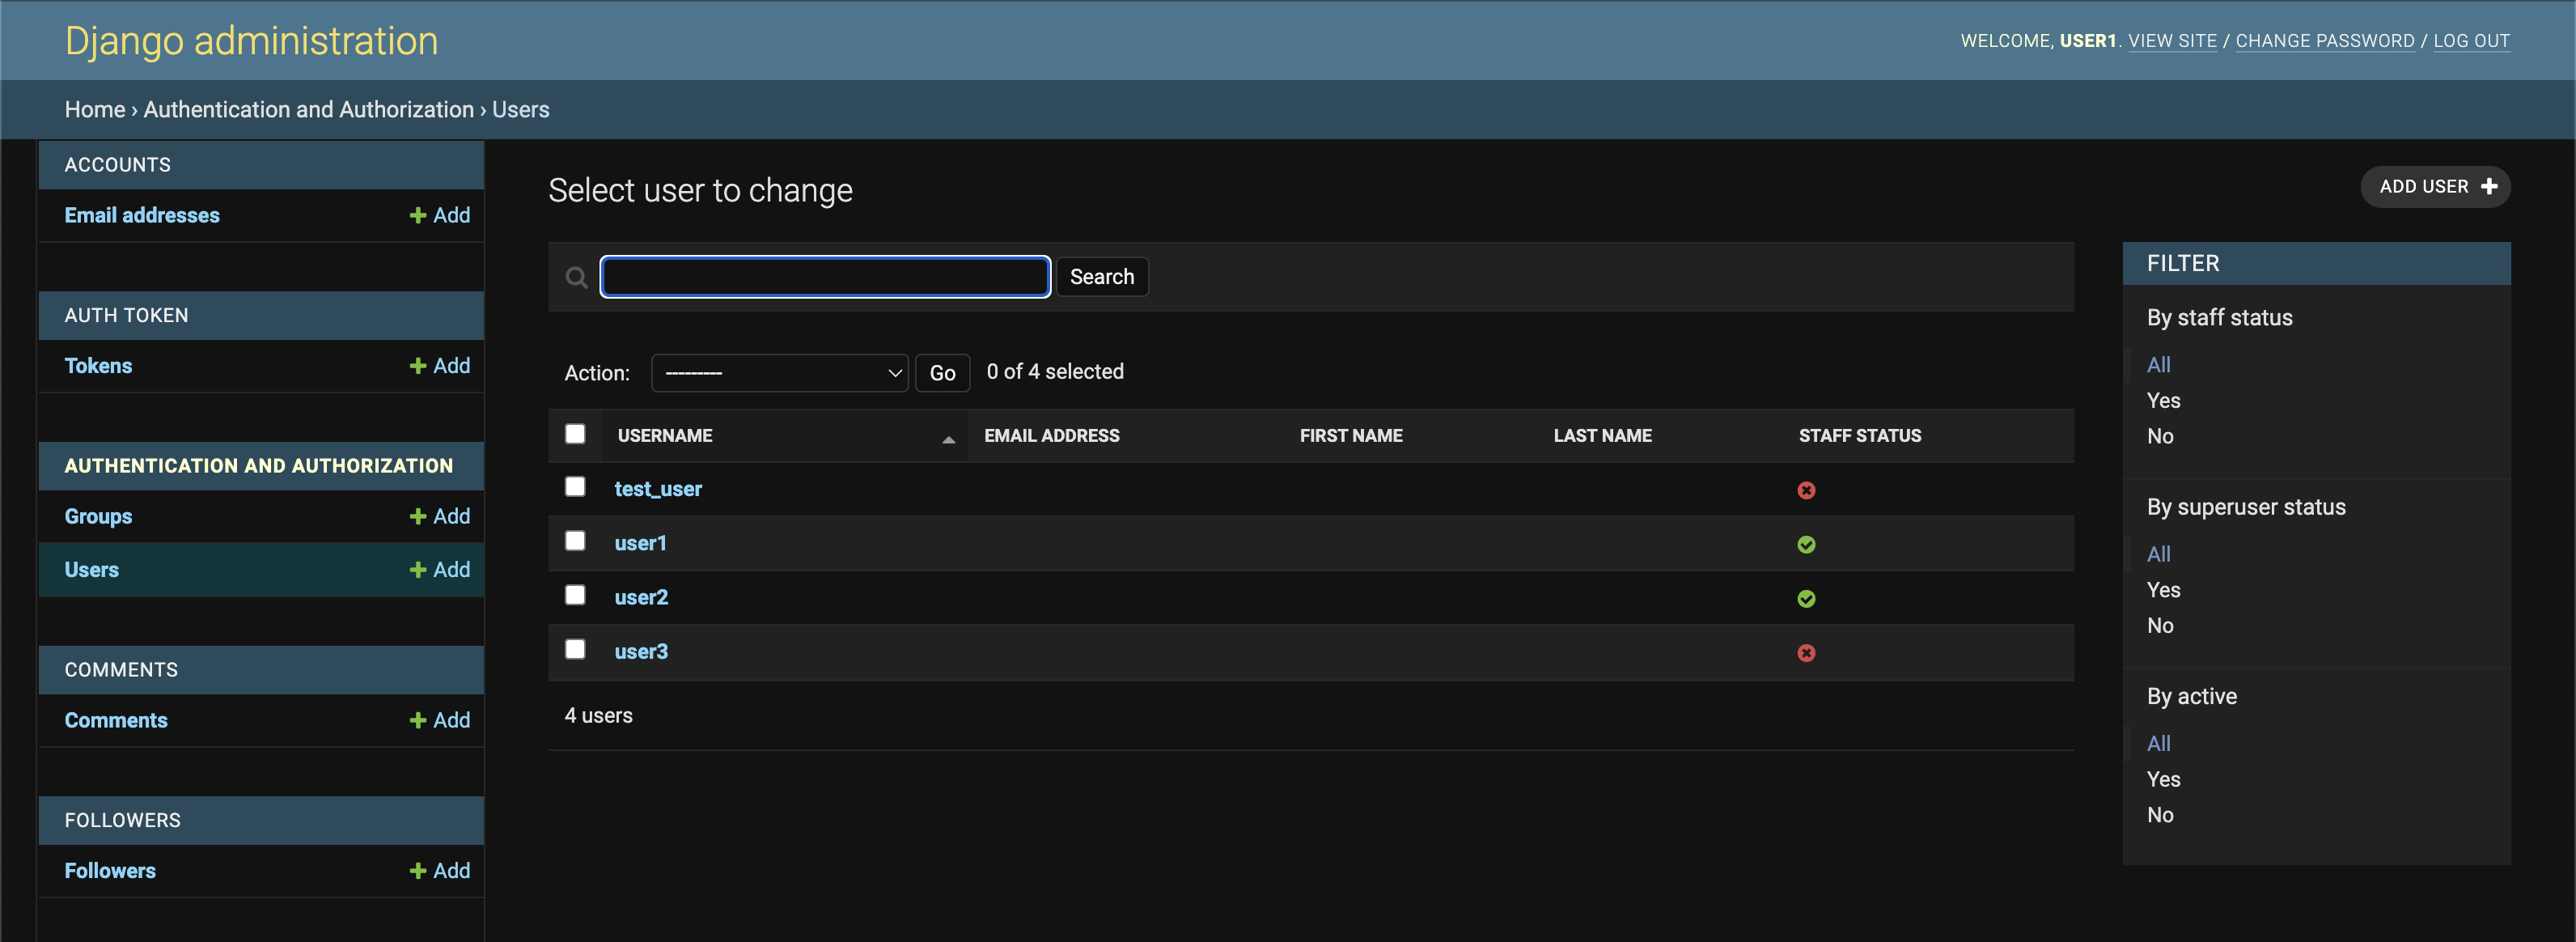 Django administration
WELCOME, USER1. VIEW SITE / CHANGE PASSWORD / LOG OUT
Home › Authentication and Authorization › Users
ACCOUNTS
Email addresses
Add
AUTH TOKEN
Tokens
Add
AUTHENTICATION AND AUTHORIZATION
Groups
Add
Users
Add
COMMENTS
Comments
Add
FOLLOWERS
Followers
Add
Select user to change
ADD USER
Search
Action: --------- Go 0 of 4 selected
USERNAME EMAIL ADDRESS FIRST NAME LAST NAME STAFF STATUS
test_user
user1
user2
user3
4 users
FILTER
By staff status
All
Yes
No
By superuser status
All
Yes
No
By active
All
Yes
No